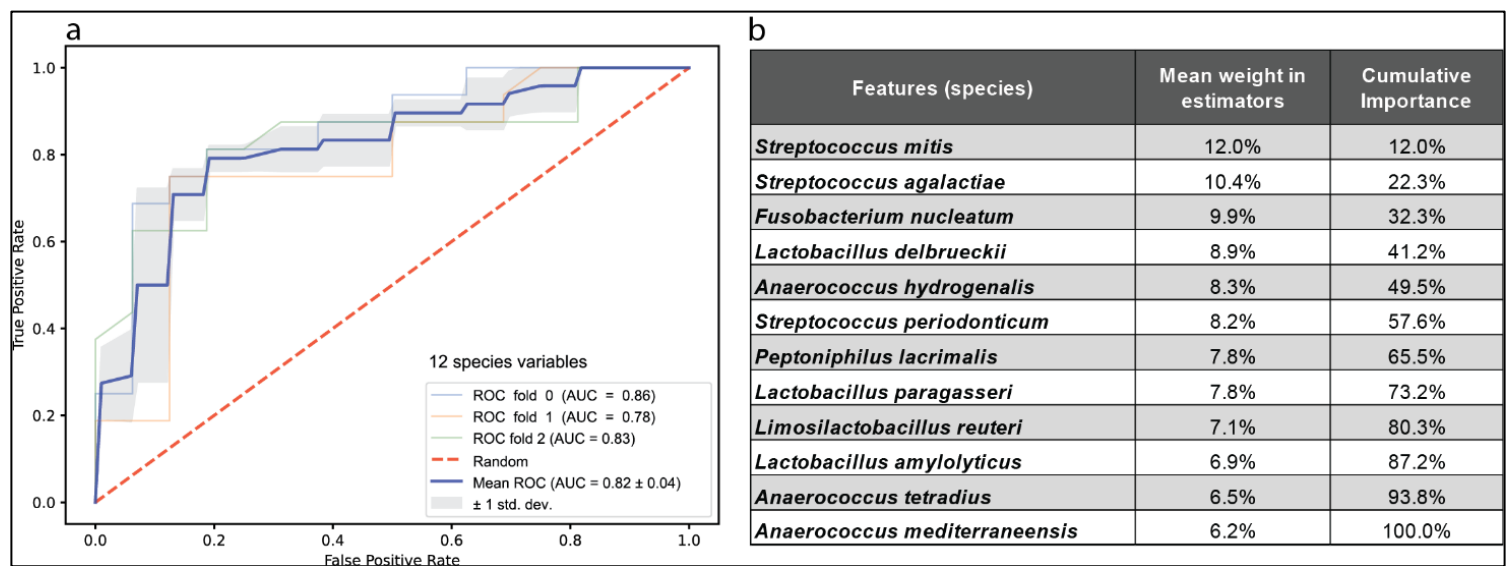 a
1.0
0.8
0.6
0.4
0.2
0.0
True Positive Rate
12 species variables
ROC fold 0 (AUC = 0.86)
ROC fold 1 (AUC = 0.78)
ROC fold 2 (AUC = 0.83)
Random
Mean ROC (AUC = 0.82 ± 0.04)
± 1 std. dev.
0.0 0.2 0.4 0.6 0.8 1.0
False Positive Rate
b
Features (species) Mean weight in estimators Cumulative Importance
Streptococcus mitis 12.0% 12.0%
Streptococcus agalactiae 10.4% 22.3%
Fusobacterium nucleatum 9.9% 32.3%
Lactobacillus delbrueckii 8.9% 41.2%
Anaerococcus hydrogenalis 8.3% 49.5%
Streptococcus periodonticum 8.2% 57.6%
Peptoniphilus lacrimalis 7.8% 65.5%
Lactobacillus paragasseri 7.8% 73.2%
Limosilactobacillus reuteri 7.1% 80.3%
Lactobacillus amylolyticus 6.9% 87.2%
Anaerococcus tetradius 6.5% 93.8%
Anaerococcus mediterraneensis 6.2% 100.0%